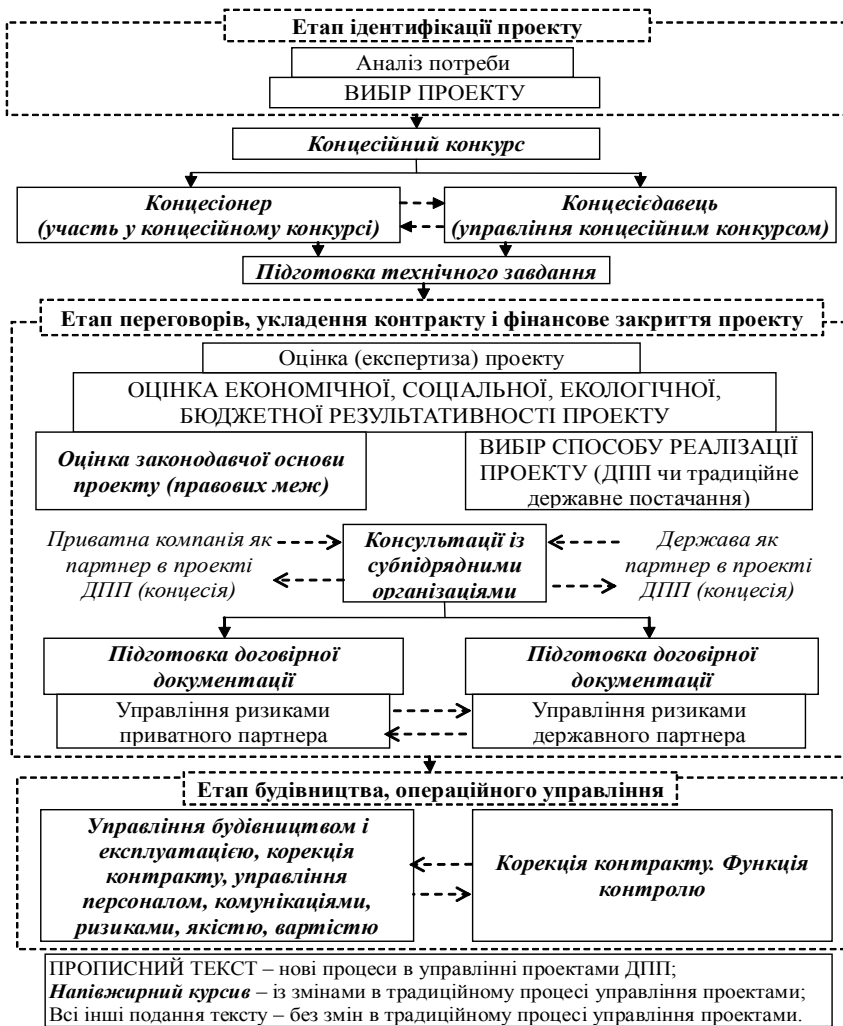 Етап ідентифікації проекту
Аналіз потреби
ВИБІР ПРОЕКТУ
Концесійний конкурс
Концесіонер
(участь у концесійному конкурсі)
Концесієдавець
(управління концесійним конкурсом)
Підготовка технічного завдання
Етап переговорів, укладення контракту і фінансове закриття проекту
Оцінка (експертиза) проекту
ОЦІНКА ЕКОНОМІЧНОЇ, СОЦІАЛЬНОЇ, ЕКОЛОГІЧНОЇ,
БЮДЖЕТНОЇ РЕЗУЛЬТАТИВНОСТІ ПРОЕКТУ
Оцінка законодавчої основи
проекту (правових меж)
ВИБІР СПОСОБУ РЕАЛІЗАЦІЇ
ПРОЕКТУ (ДПП чи традиційне
державне постачання)
Приватна компанія як
партнер в проекті
ДПП (концесія)
Консультації із
субпідрядними
організаціями
Держава як
партнер в проекті
ДПП (концесія)
Підготовка договірної
документації
Підготовка договірної
документації
Управління ризиками
приватного партнера
Управління ризиками
державного партнера
Етап будівництва, операційного управління
Управління будівництвом і
експлуатацією, корекція
контракту, управління
персоналом, комунікаціями,
ризиками, якістю, вартістю
Корекція контракту. Функція
контролю
ПРОПИСНИЙ ТЕКСТ – нові процеси в управлінні проектами ДПП;
Напівжирний курсив – із змінами в традиційному процесі управління проектами;
Всі інші подання тексту – без змін в традиційному процесі управління проектами.